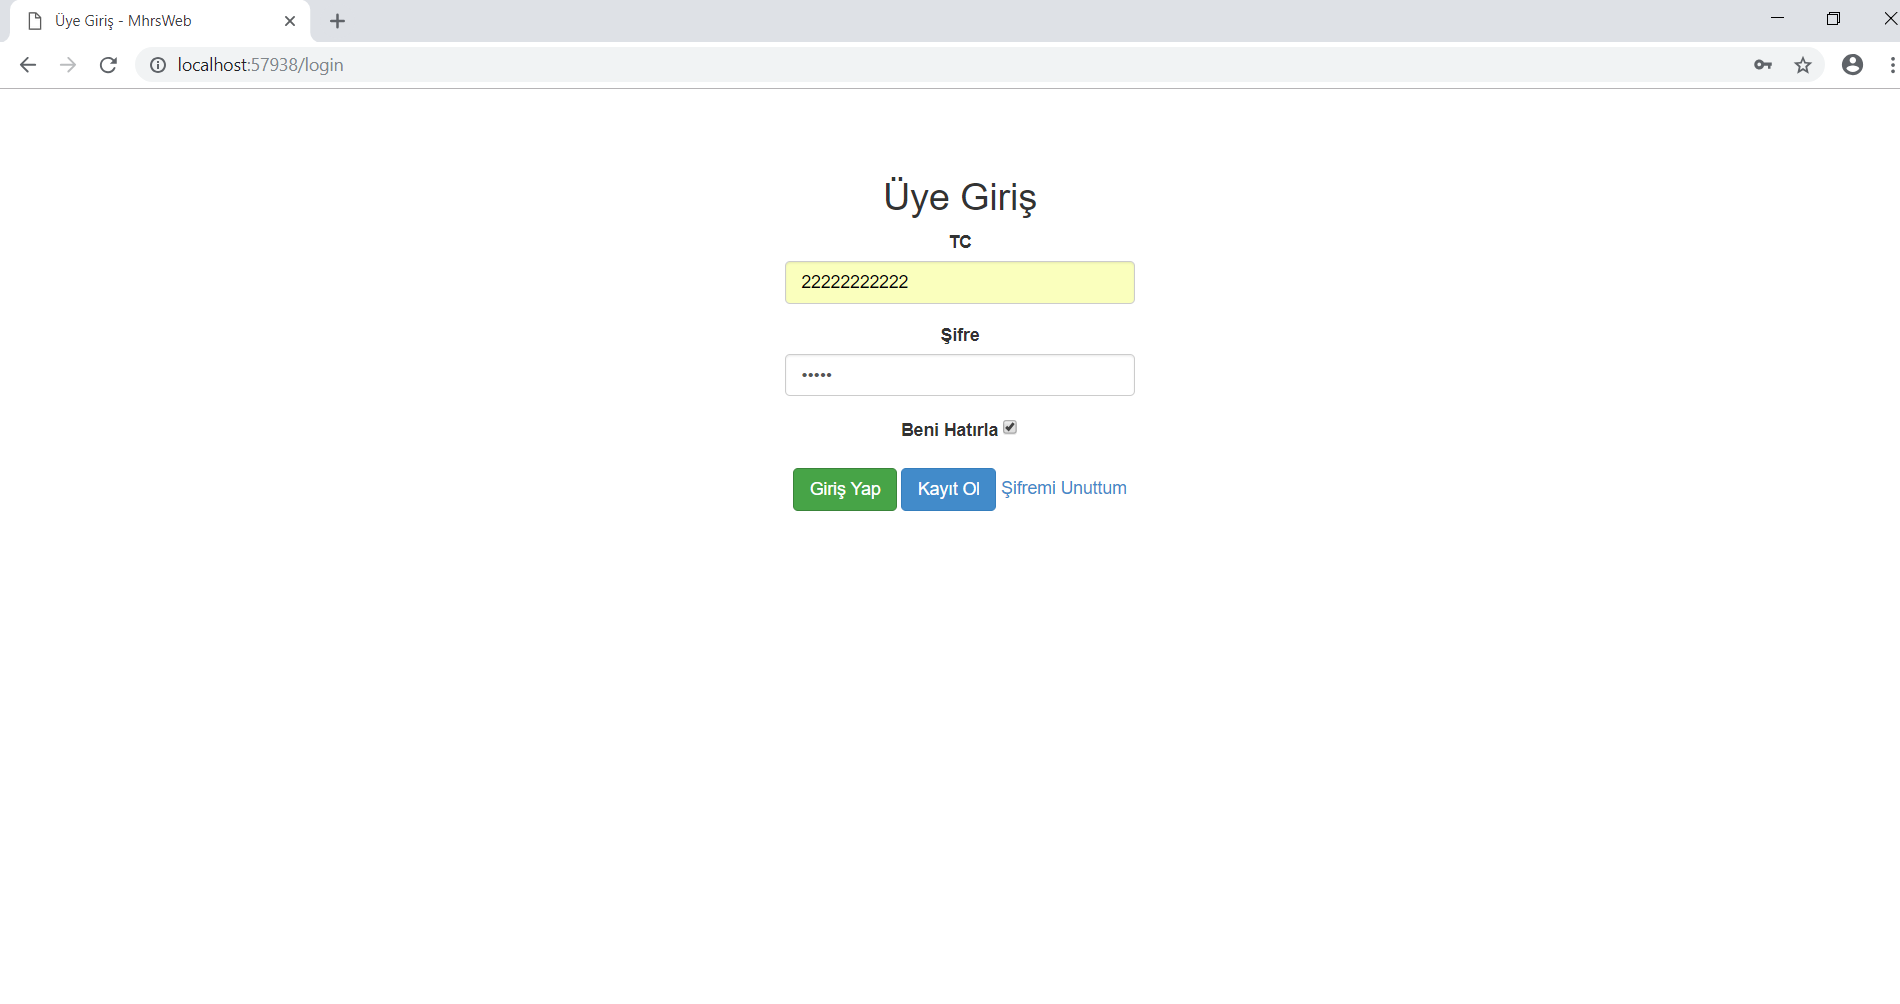 Üye Giriş - MhrsWeb
localhost:57938/login
Üye Giriş
TC
22222222222
Şifre
•••••
Beni Hatırla
Giriş Yap Kayıt Ol Şifremi Unuttum